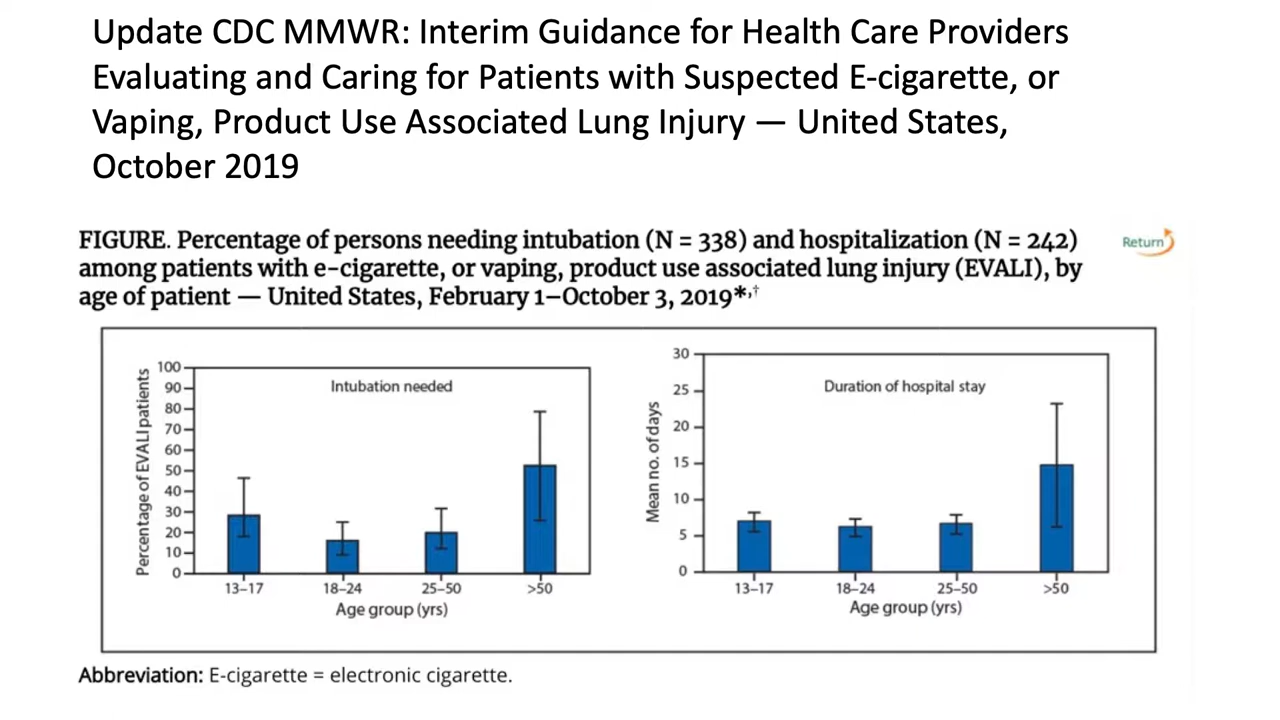 Update CDC MMWR: Interim Guidance for Health Care Providers
Evaluating and Caring for Patients with Suspected E-cigarette, or
Vaping, Product Use Associated Lung Injury — United States,
October 2019
FIGURE. Percentage of persons needing intubation (N = 338) and hospitalization (N = 242)
among patients with e-cigarette, or vaping, product use associated lung injury (EVALI), by
age of patient — United States, February 1–October 3, 2019*,†
Return
Percentage of EVALI patients
100
90
80
70
60
50
40
30
20
10
0
Intubation needed
13–17 18–24 25–50 >50
Age group (yrs)
Mean no. of days
30
25
20
15
10
5
0
Duration of hospital stay
13–17 18–24 25–50 >50
Age group (yrs)
Abbreviation: E-cigarette = electronic cigarette.